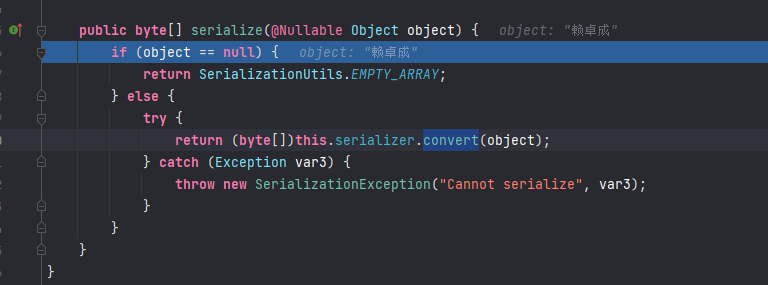 public byte[] serialize(@Nullable Object object) { object: "赖卓成"
if (object == null) { object: "赖卓成"
return SerializationUtils.EMPTY_ARRAY;
} else {
try {
return (byte[])this.serializer.convert(object);
} catch (Exception var3) {
throw new SerializationException("Cannot serialize", var3);
}
}
}
}